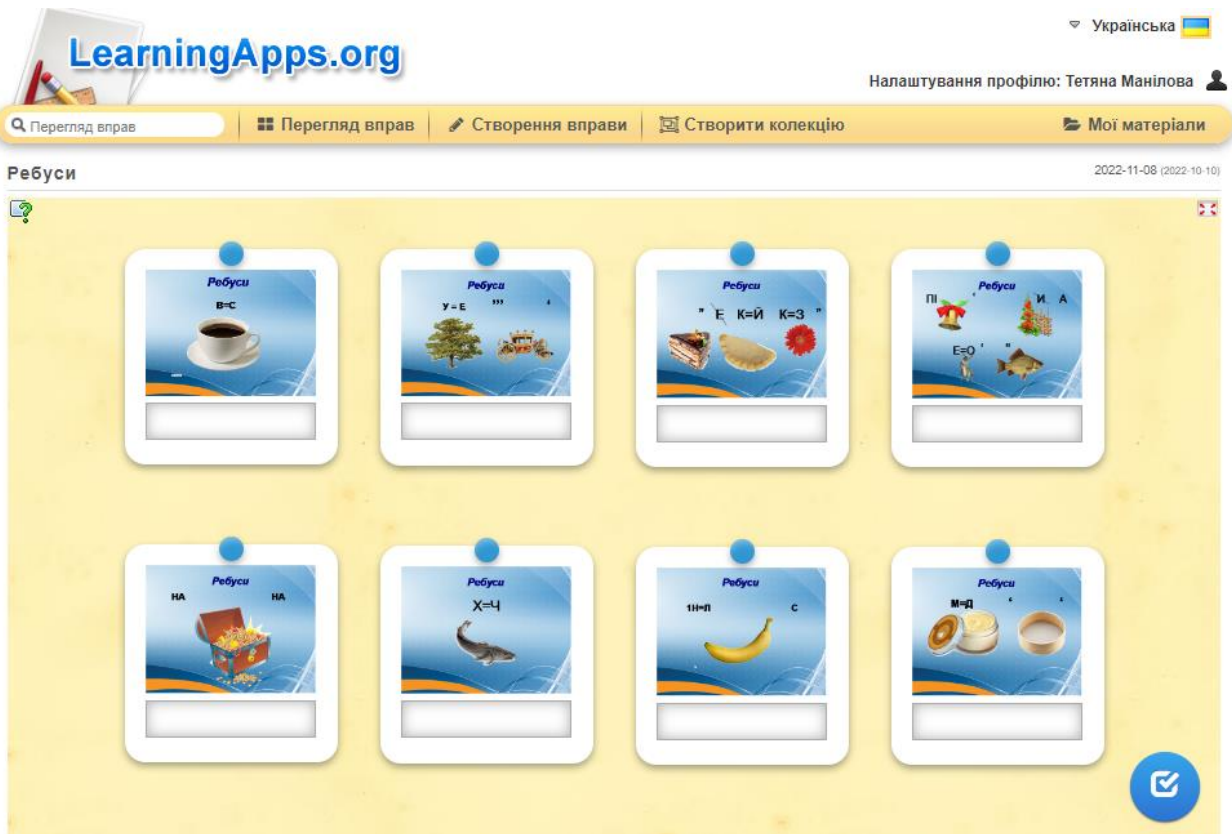 LearningApps.org
Українська
Налаштування профілю: Тетяна Манілова
Перегляд вправ
Перегляд вправ
Створення вправи
Створити колекцію
Мої матеріали
Ребуси
2022-11-08 (2022-10-10)
Ребуси
В=С
Ребуси
У = Е ,,, ,
Ребуси
" Е К=Й К=З "
Ребуси
ПІ ‘ И А
Е=О ' "
Ребуси
НА НА
Ребуси
Х=Ч
Ребуси
1Н=Л С
Ребуси
М=Д ‘ ‘